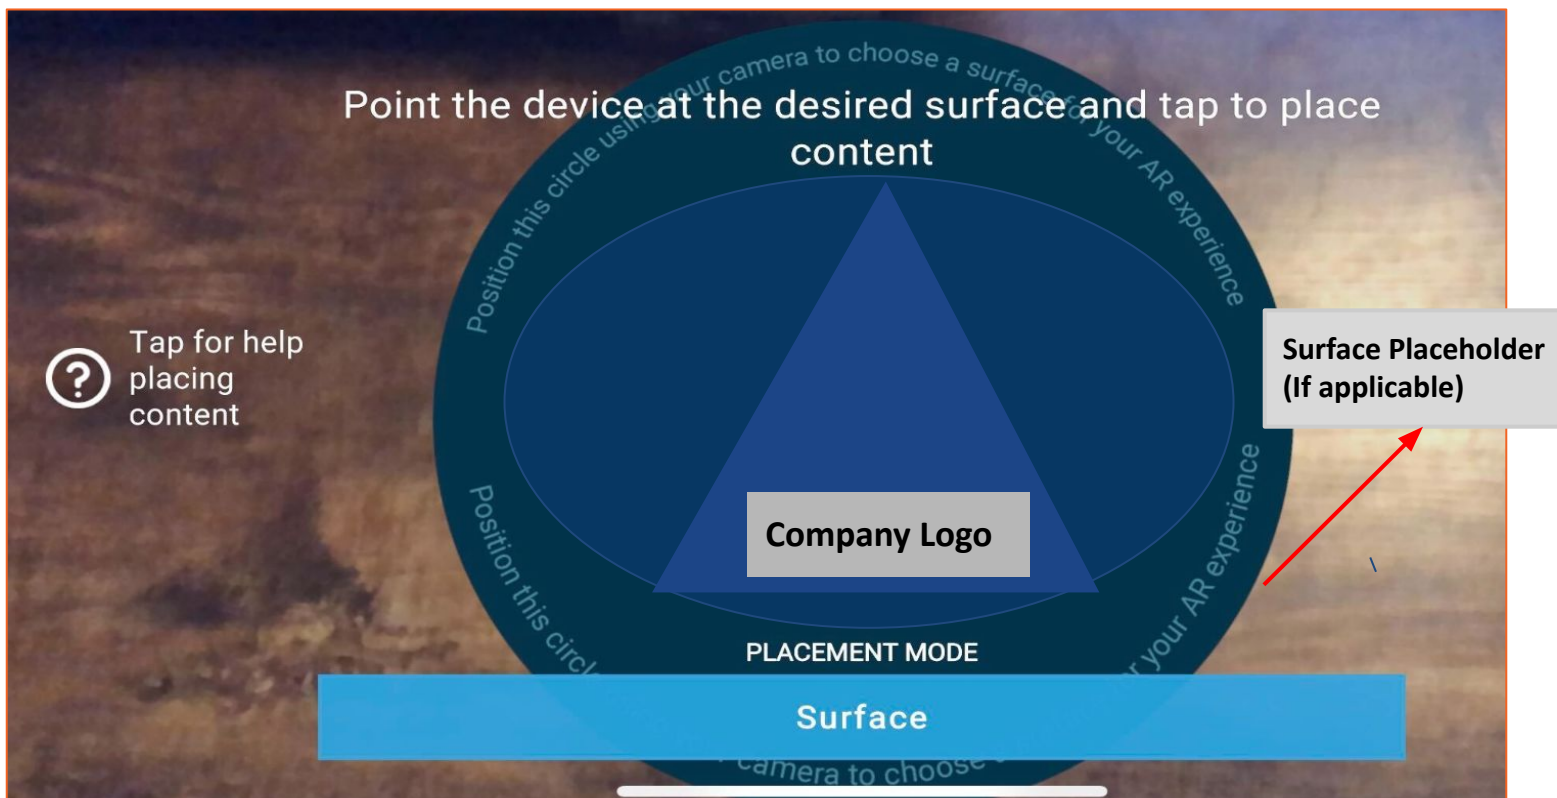 Position this circle using your camera to choose a surface for your AR experience
Point the device at the desired surface and tap to place
content
Tap for help
placing
content
Surface Placeholder
(If applicable)
Company Logo
PLACEMENT MODE
Surface
Position this circle
camera to choose
your AR experience